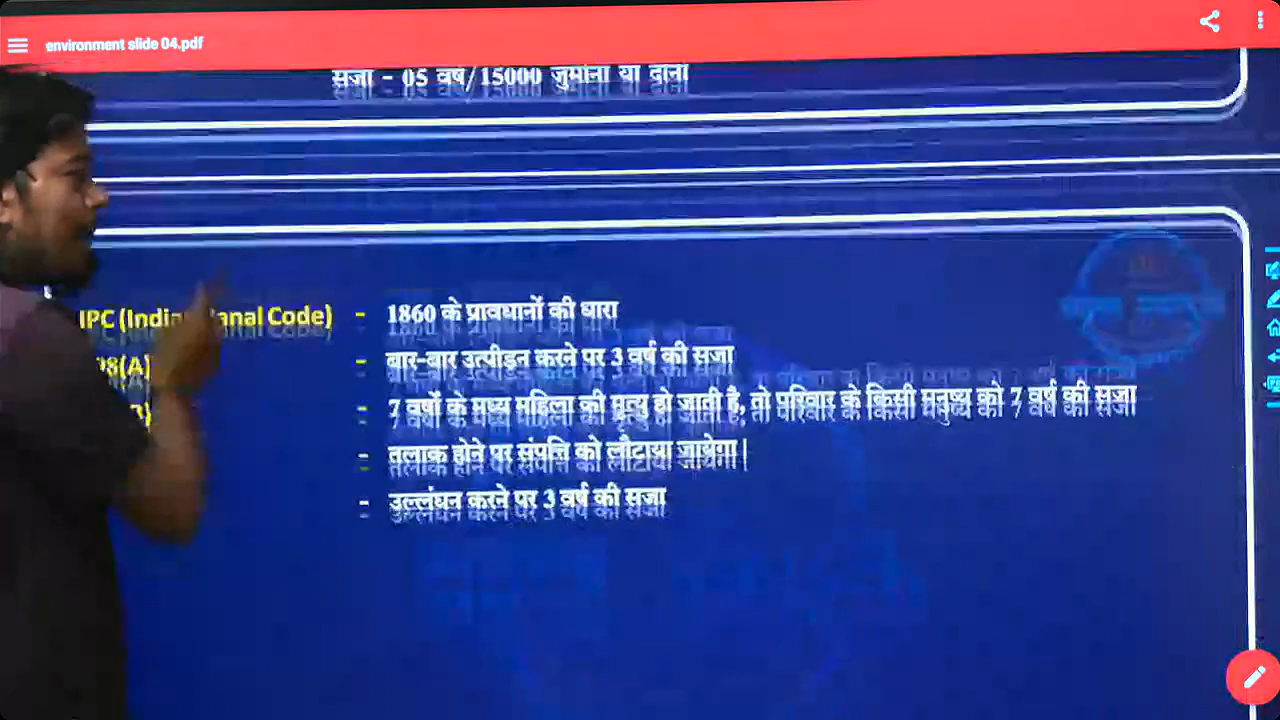 environment slide 04.pdf
सजा - 05 वर्ष/15000 जुर्माना या दोनों
IPC (India anal Code) - 1860 के प्रावधानों की धारा
98(A) - बार-बार उत्पीड़न करने पर 3 वर्ष की सजा
- 7 वर्षों के मध्य महिला की मृत्यु हो जाती है, तो परिवार के किसी मनुष्य को 7 वर्ष की सजा
- तलाक होने पर संपत्ति को लौटाया जायेगा|
- उल्लंघन करने पर 3 वर्ष की सजा